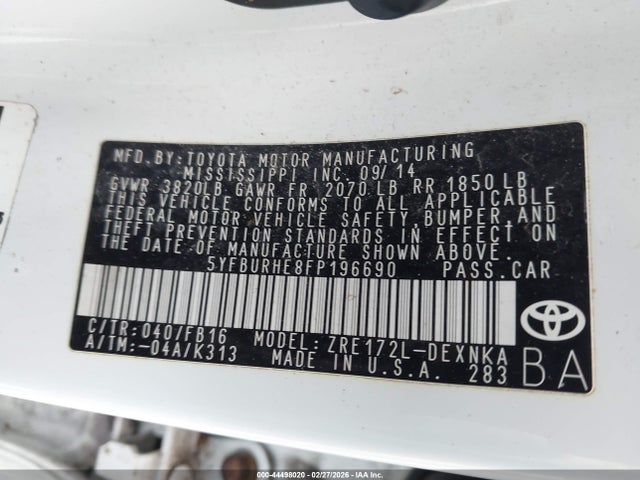 MFD.BY:TOYOTA MOTOR MANUFACTURING
MISSISSIPPI INC. 09/14
GVWR 3820LB GAWR FR 2070LB RR 1850LB
THIS VEHICLE CONFORMS TO ALL APPLICABLE
FEDERAL MOTOR VEHICLE SAFETY, BUMPER AND
THEFT PREVENTION STANDARDS IN EFFECT ON
THE DATE OF MANUFACTURE SHOWN ABOVE.
5YFBURHE8FP196690 PASS.CAR
C/TR: 040/FB16 MODEL: ZRE172L-DEXNKA
A/TM:-04A/K313 MADE IN U.S.A. 283 BA
000-44498020 - 02/27/2026 - COPYRIGHT IAA, LLC